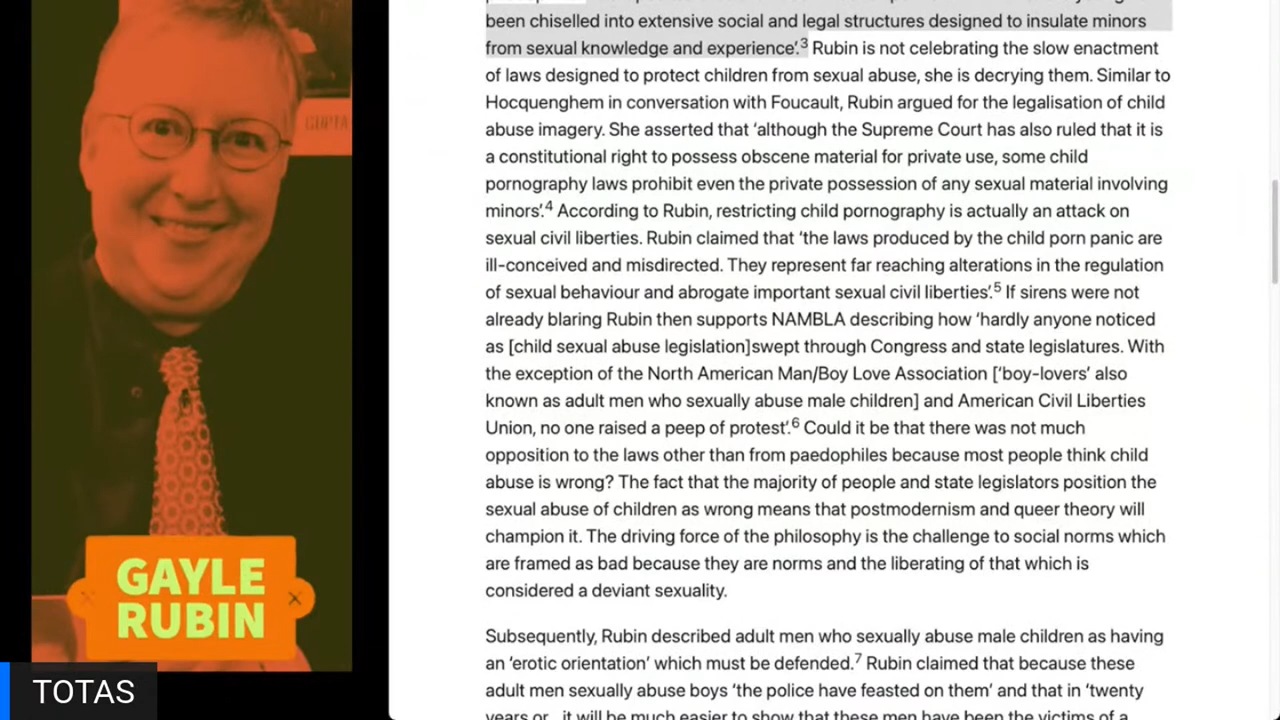 been chiselled into extensive social and legal structures designed to insulate minors
from sexual knowledge and experience’.3 Rubin is not celebrating the slow enactment
of laws designed to protect children from sexual abuse, she is decrying them. Similar to
Hocquenghem in conversation with Foucault, Rubin argued for the legalisation of child
abuse imagery. She asserted that ‘although the Supreme Court has also ruled that it is
a constitutional right to possess obscene material for private use, some child
pornography laws prohibit even the private possession of any sexual material involving
minors’.4 According to Rubin, restricting child pornography is actually an attack on
sexual civil liberties. Rubin claimed that ‘the laws produced by the child porn panic are
ill-conceived and misdirected. They represent far reaching alterations in the regulation
of sexual behaviour and abrogate important sexual civil liberties’.5 If sirens were not
already blaring Rubin then supports NAMBLA describing how ‘hardly anyone noticed
as [child sexual abuse legislation]swept through Congress and state legislatures. With
the exception of the North American Man/Boy Love Association [‘boy-lovers’ also
known as adult men who sexually abuse male children] and American Civil Liberties
Union, no one raised a peep of protest’.6 Could it be that there was not much
opposition to the laws other than from paedophiles because most people think child
abuse is wrong? The fact that the majority of people and state legislators position the
sexual abuse of children as wrong means that postmodernism and queer theory will
champion it. The driving force of the philosophy is the challenge to social norms which
are framed as bad because they are norms and the liberating of that which is
considered a deviant sexuality.
Subsequently, Rubin described adult men who sexually abuse male children as having
an ‘erotic orientation’ which must be defended.7 Rubin claimed that because these
adult men sexually abuse boys ‘the police have feasted on them’ and that in ‘twenty
years or...it will be much easier to show that these men have been the victims of a
GAYLE
RUBIN
TOTAS